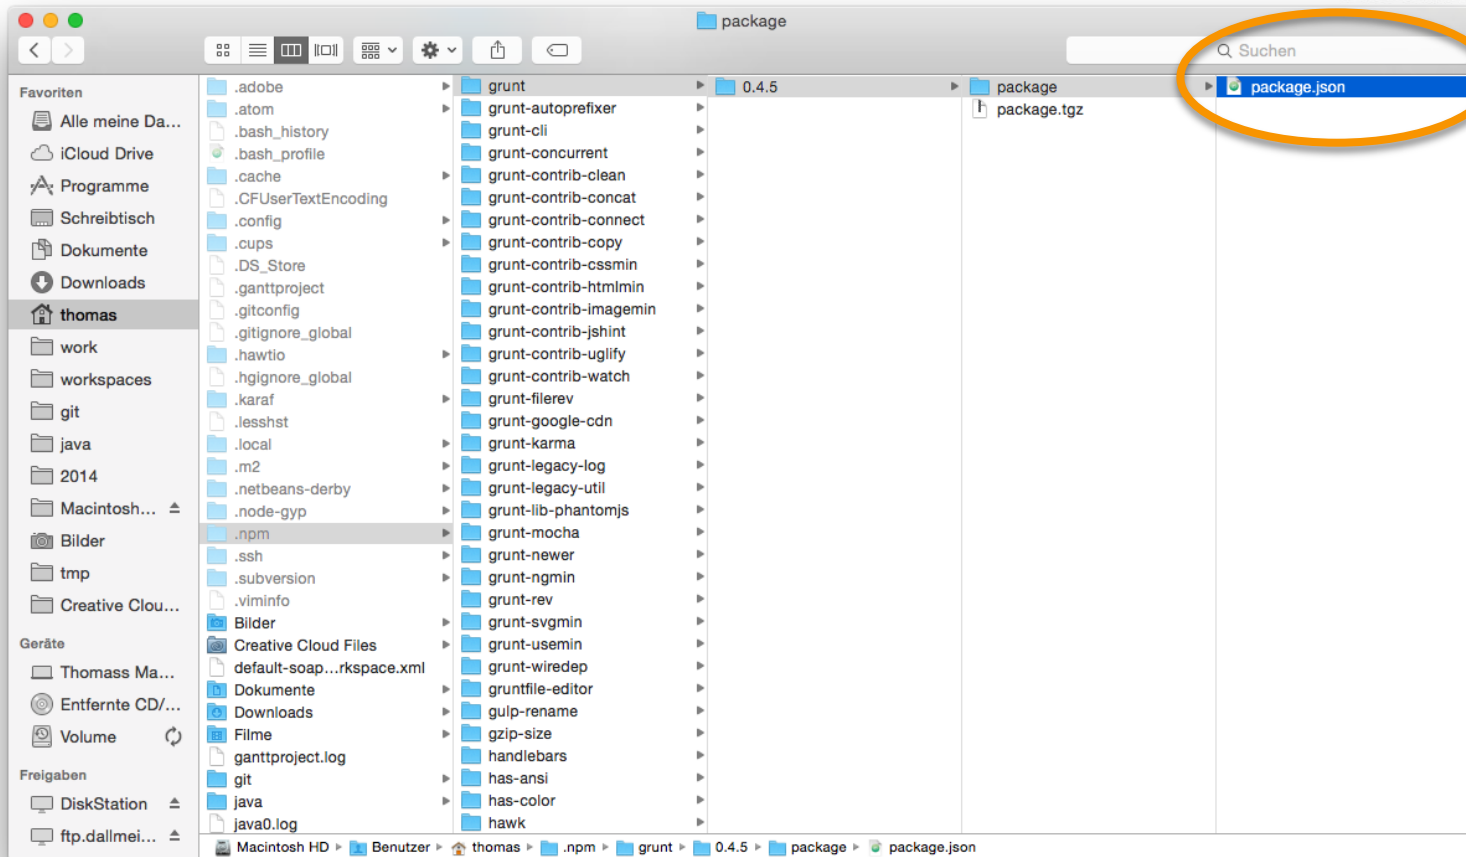 package
Suchen
Favoriten
Alle meine Da...
iCloud Drive
Programme
Schreibtisch
Dokumente
Downloads
thomas
work
workspaces
git
java
2014
Macintosh...
Bilder
tmp
Creative Clou...
Geräte
Thomass Ma...
Entfernte CD/...
Volume
Freigaben
DiskStation
ftp.dallmei...
.adobe
.atom
.bash_history
.bash_profile
.cache
.CFUserTextEncoding
.config
.cups
.DS_Store
.ganttproject
.gitconfig
.gitignore_global
.hawtio
.hgignore_global
.karaf
.lesshst
.local
.m2
.netbeans-derby
.node-gyp
.npm
.ssh
.subversion
.viminfo
Bilder
Creative Cloud Files
default-soap...rkspace.xml
Dokumente
Downloads
Filme
ganttproject.log
git
java
java0.log
grunt
grunt-autoprefixer
grunt-cli
grunt-concurrent
grunt-contrib-clean
grunt-contrib-concat
grunt-contrib-connect
grunt-contrib-copy
grunt-contrib-cssmin
grunt-contrib-htmlmin
grunt-contrib-imagemin
grunt-contrib-jshint
grunt-contrib-uglify
grunt-contrib-watch
grunt-filerev
grunt-google-cdn
grunt-karma
grunt-legacy-log
grunt-legacy-util
grunt-lib-phantomjs
grunt-mocha
grunt-newer
grunt-ngmin
grunt-rev
grunt-svgmin
grunt-usemin
grunt-wiredep
gruntfile-editor
gulp-rename
gzip-size
handlebars
has-ansi
has-color
hawk
0.4.5
package
package.tgz
package.json
Macintosh HD Benutzer thomas .npm grunt 0.4.5 package package.json